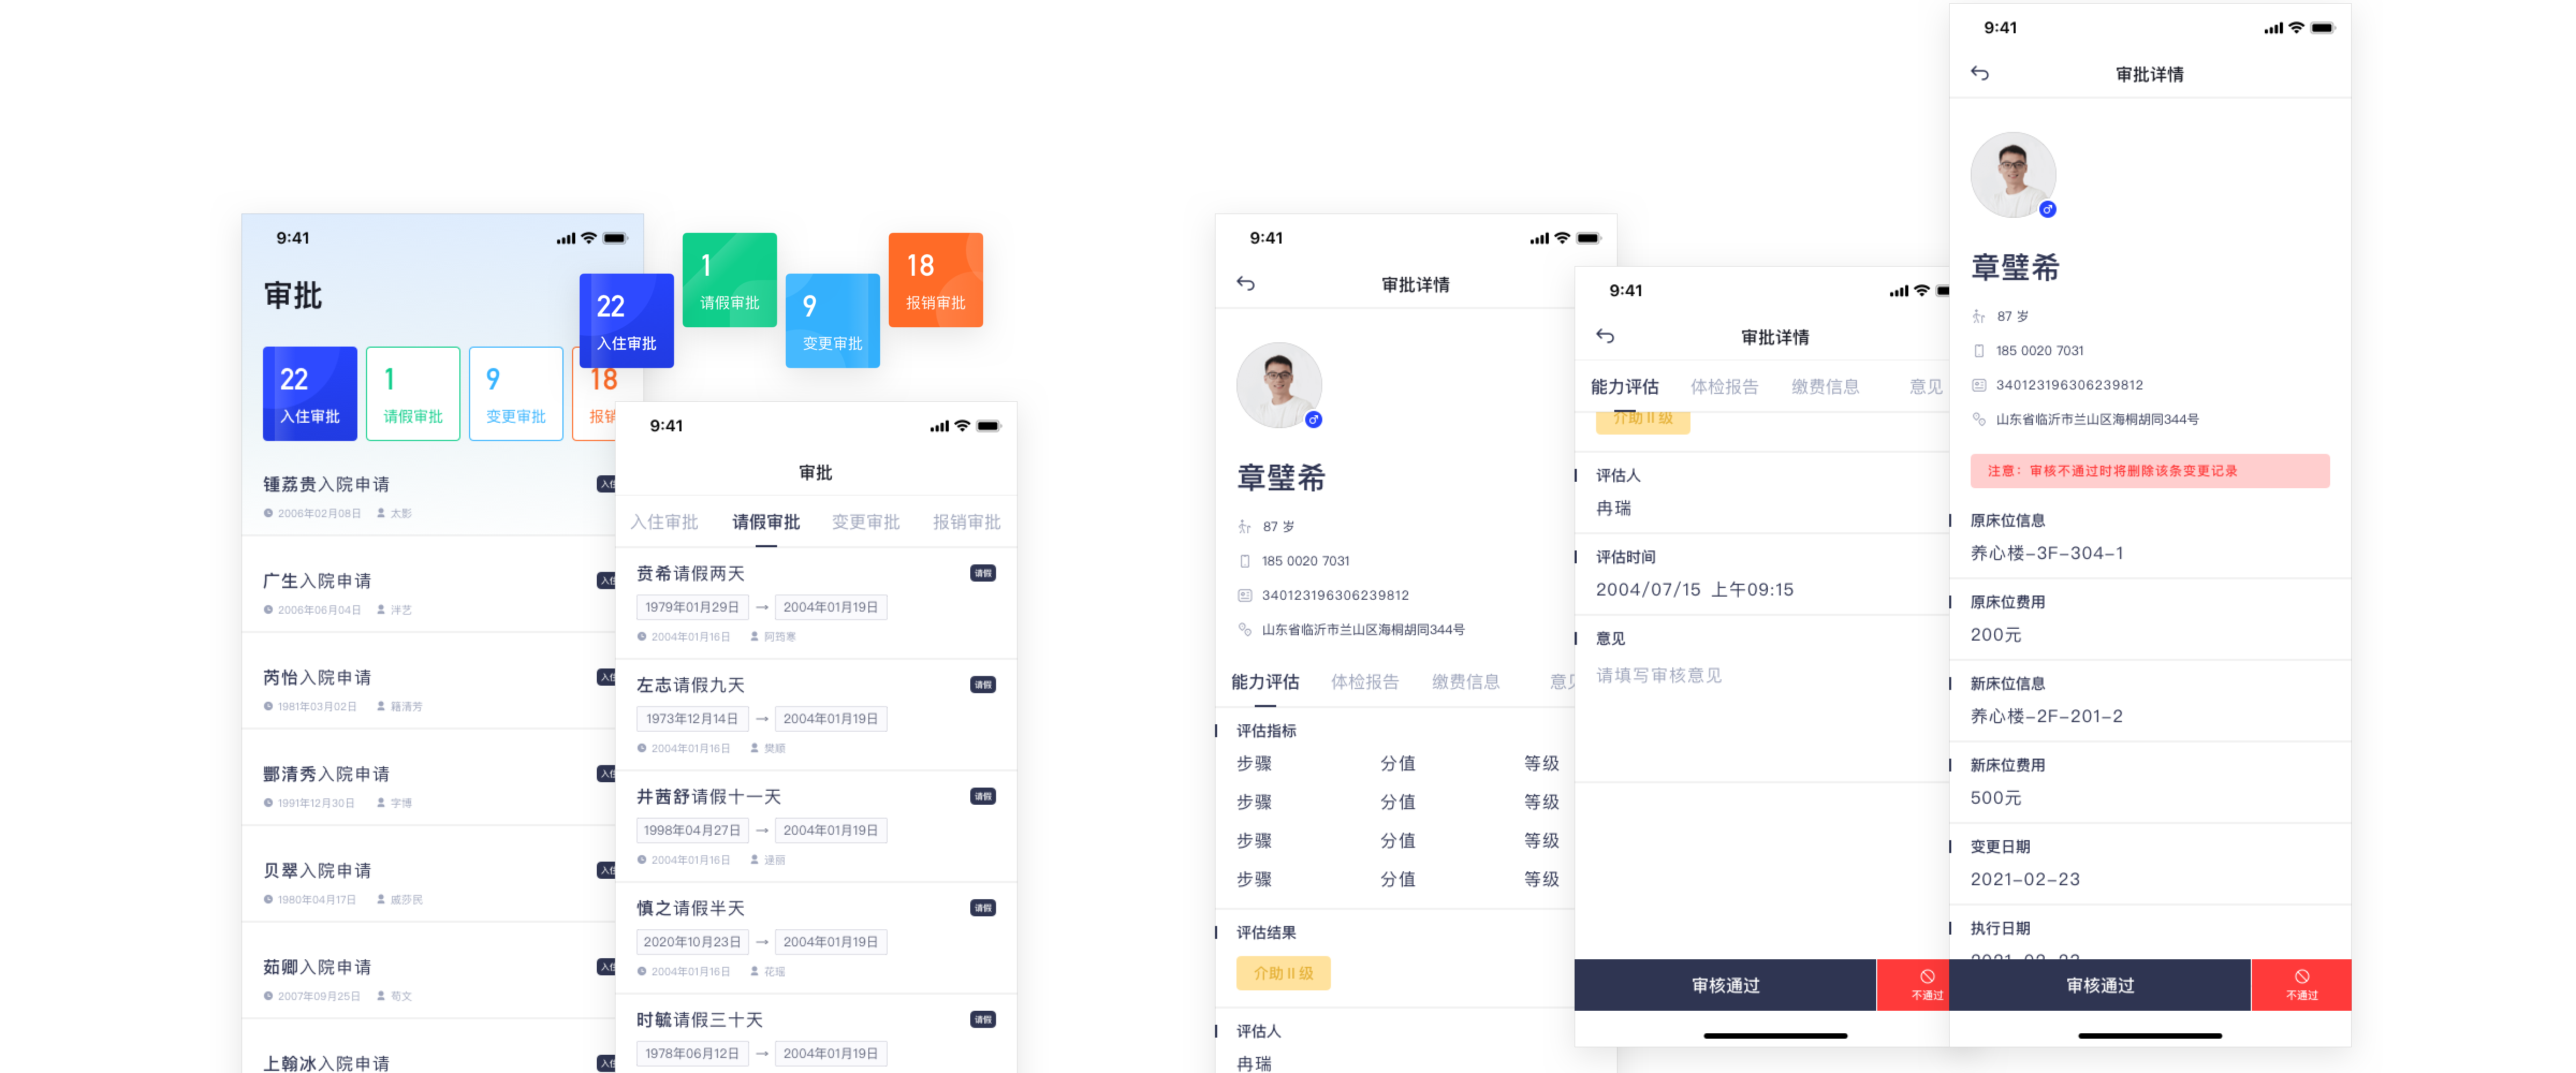 9:41
审批
22
入住审批
1
请假审批
9
变更审批
18
报销
锺荔贵入院申请
2006年02月08日
太影
广生入院申请
2006年06月04日
泮艺
芮怡入院申请
1981年03月02日
籍清芳
酆清秀入院申请
1991年12月30日
字博
贝翠入院申请
1980年04月17日
戚莎民
茹卿入院申请
2007年09月25日
苟文
上翰冰入院申请
22
入住审批
1
请假审批
9
变更审批
18
报销审批
9:41
审批
入住审批 请假审批 变更审批 报销审批
贲希请假两天
请假
1979年01月29日 → 2004年01月19日
2004年01月16日
阿筠寒
左志请假九天
请假
1973年12月14日 → 2004年01月19日
2004年01月16日
樊顺
井茜舒请假十一天
请假
1998年04月27日 → 2004年01月19日
2004年01月16日
慎之请假半天
请假
2020年10月23日 → 2004年01月19日
2004年01月16日
花瑶
时毓请假三十天
请假
1978年06月12日 → 2004年01月19日
9:41
审批详情
章璧希
87 岁
185 0020 7031
340123196306239812
山东省临沂市兰山区海桐胡同344号
能力评估 体检报告 缴费信息 意见
评估指标
步骤 分值 等级
步骤 分值 等级
步骤 分值 等级
步骤 分值 等级
评估结果
介助 II 级
评估人
冉瑞
9:41
审批详情
能力评估 体检报告 缴费信息 意见
介助 II 级
评估人
冉瑞
评估时间
2004/07/15 上午09:15
意见
请填写审核意见
审核通过
不通过
9:41
审批详情
章璧希
87 岁
185 0020 7031
340123196306239812
山东省临沂市兰山区海桐胡同344号
注意：审核不通过时将删除该条变更记录
原床位信息
养心楼-3F-304-1
原床位费用
200元
新床位信息
养心楼-2F-201-2
新床位费用
500元
变更日期
2021-02-23
执行日期
2021-02-23
审核通过
不通过